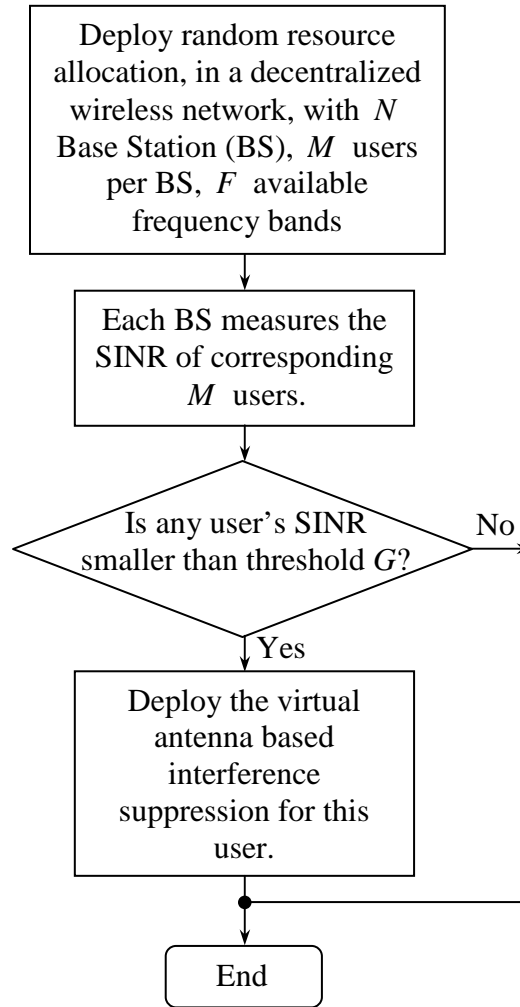 Deploy random resource
allocation, in a decentralized
wireless network, with N
Base Station (BS), M users
per BS, F available
frequency bands
Each BS measures the
SINR of corresponding
M users.
Is any user's SINR
smaller than threshold G?
No
Yes
Deploy the virtual
antenna based
interference
suppression for this
user.
End